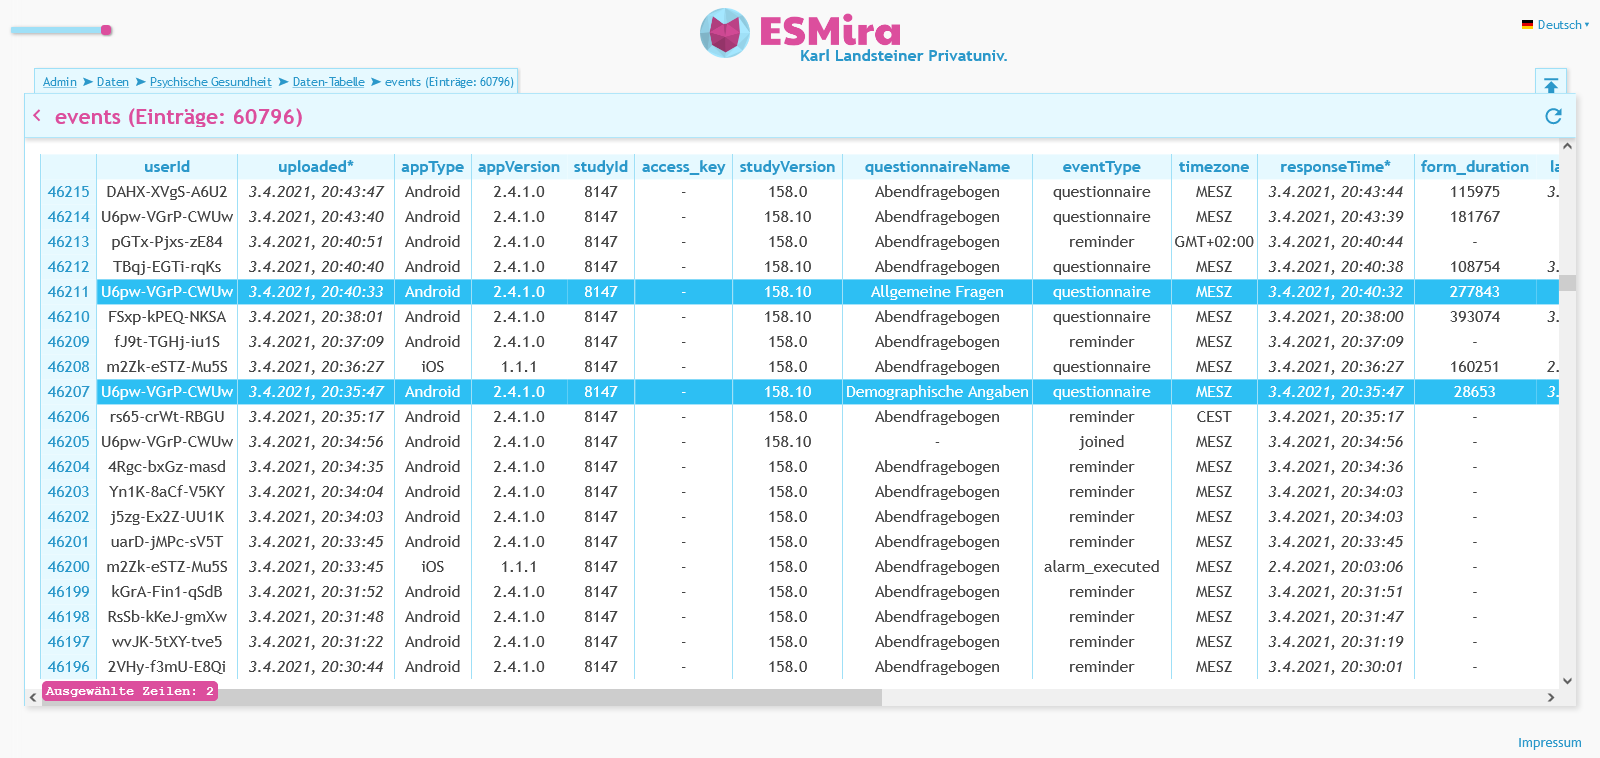 ESMira
Karl Landsteiner Privatuniv.
Deutsch
Admin ➤ Daten ➤ Psychische Gesundheit ➤ Daten-Tabelle ➤ events (Einträge: 60796)
events (Einträge: 60796)
userId uploaded* appType appVersion studyId access_key studyVersion questionnaireName eventType timezone responseTime* form_duration la
46215 DAHX-XVgS-A6U2 3.4.2021, 20:43:47 Android 2.4.1.0 8147 - 158.0 Abendfragebogen questionnaire MESZ 3.4.2021, 20:43:44 115975 3.
46214 U6pw-VGrP-CWUw 3.4.2021, 20:43:40 Android 2.4.1.0 8147 - 158.10 Abendfragebogen questionnaire MESZ 3.4.2021, 20:43:39 181767
46213 pGTx-Pjxs-zE84 3.4.2021, 20:40:51 Android 2.4.1.0 8147 - 158.0 Abendfragebogen reminder GMT+02:00 3.4.2021, 20:40:44 -
46212 TBqj-EGTi-rqKs 3.4.2021, 20:40:40 Android 2.4.1.0 8147 - 158.10 Abendfragebogen questionnaire MESZ 3.4.2021, 20:40:38 108754 3.
46211 U6pw-VGrP-CWUw 3.4.2021, 20:40:33 Android 2.4.1.0 8147 - 158.10 Allgemeine Fragen questionnaire MESZ 3.4.2021, 20:40:32 277843
46210 FSxp-kPEQ-NKSA 3.4.2021, 20:38:01 Android 2.4.1.0 8147 - 158.10 Abendfragebogen questionnaire MESZ 3.4.2021, 20:38:00 393074 3.
46209 fJ9t-TGHj-iu1S 3.4.2021, 20:37:09 Android 2.4.1.0 8147 - 158.0 Abendfragebogen reminder MESZ 3.4.2021, 20:37:09 -
46208 m2Zk-eSTZ-Mu5S 3.4.2021, 20:36:27 iOS 1.1.1 8147 - 158.0 Abendfragebogen questionnaire MESZ 3.4.2021, 20:36:27 160251 2.
46207 U6pw-VGrP-CWUw 3.4.2021, 20:35:47 Android 2.4.1.0 8147 - 158.10 Demographische Angaben questionnaire MESZ 3.4.2021, 20:35:47 28653 3.
46206 rs65-crWt-RBGU 3.4.2021, 20:35:17 Android 2.4.1.0 8147 - 158.0 Abendfragebogen reminder CEST 3.4.2021, 20:35:17 -
46205 U6pw-VGrP-CWUw 3.4.2021, 20:34:56 Android 2.4.1.0 8147 - 158.10 - joined MESZ 3.4.2021, 20:34:56 -
46204 4Rgc-bxGz-masd 3.4.2021, 20:34:35 Android 2.4.1.0 8147 - 158.0 Abendfragebogen reminder MESZ 3.4.2021, 20:34:36 -
46203 Yn1K-8aCf-V5KY 3.4.2021, 20:34:04 Android 2.4.1.0 8147 - 158.0 Abendfragebogen reminder MESZ 3.4.2021, 20:34:03 -
46202 j5zg-Ex2Z-UU1K 3.4.2021, 20:34:03 Android 2.4.1.0 8147 - 158.0 Abendfragebogen reminder MESZ 3.4.2021, 20:34:03 -
46201 uarD-jMPc-sV5T 3.4.2021, 20:33:45 Android 2.4.1.0 8147 - 158.0 Abendfragebogen reminder MESZ 3.4.2021, 20:33:45 -
46200 m2Zk-eSTZ-Mu5S 3.4.2021, 20:33:45 iOS 1.1.1 8147 - 158.0 Abendfragebogen alarm_executed MESZ 2.4.2021, 20:03:06 -
46199 kGrA-Fin1-qSdB 3.4.2021, 20:31:52 Android 2.4.1.0 8147 - 158.0 Abendfragebogen reminder MESZ 3.4.2021, 20:31:51 -
46198 RsSb-kKeJ-gmXw 3.4.2021, 20:31:48 Android 2.4.1.0 8147 - 158.0 Abendfragebogen reminder MESZ 3.4.2021, 20:31:47 -
46197 wvJK-5tXY-tve5 3.4.2021, 20:31:22 Android 2.4.1.0 8147 - 158.0 Abendfragebogen reminder MESZ 3.4.2021, 20:31:19 -
46196 2VHy-f3mU-E8Qi 3.4.2021, 20:30:44 Android 2.4.1.0 8147 - 158.0 Abendfragebogen reminder MESZ 3.4.2021, 20:30:01 -
Ausgewählte Zeilen: 2
Impressum